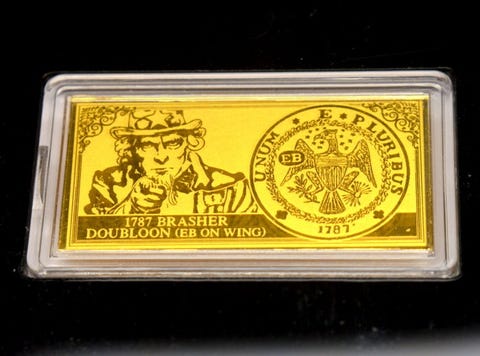 UNUM * E * PLURIBUS
EB
1787
1787 BRASHER
DOUBLOON (EB ON WING)